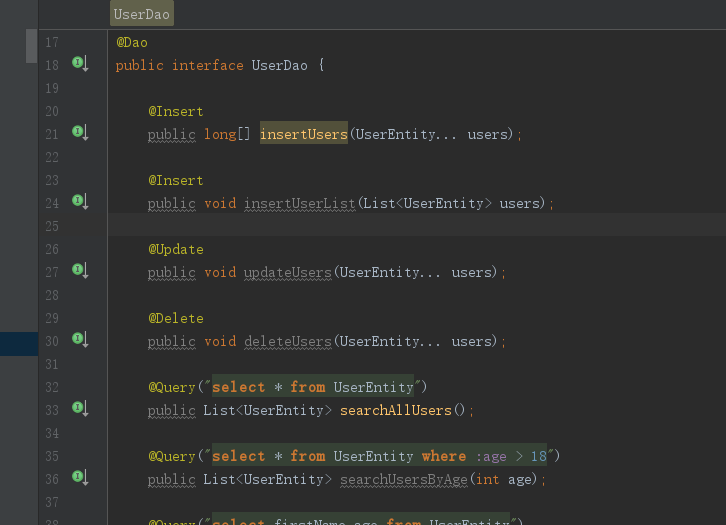 UserDao
17 @Dao
18 public interface UserDao {
19
20 @Insert
21 public long[] insertUsers(UserEntity... users);
22
23 @Insert
24 public void insertUserList(List<UserEntity> users);
25
26 @Update
27 public void updateUsers(UserEntity... users);
28
29 @Delete
30 public void deleteUsers(UserEntity... users);
31
32 @Query("select * from UserEntity")
33 public List<UserEntity> searchAllUsers();
34
35 @Query("select * from UserEntity where :age > 18")
36 public List<UserEntity> searchUsersByAge(int age);
37
38 @Query("select firstName,age from UserEntity")